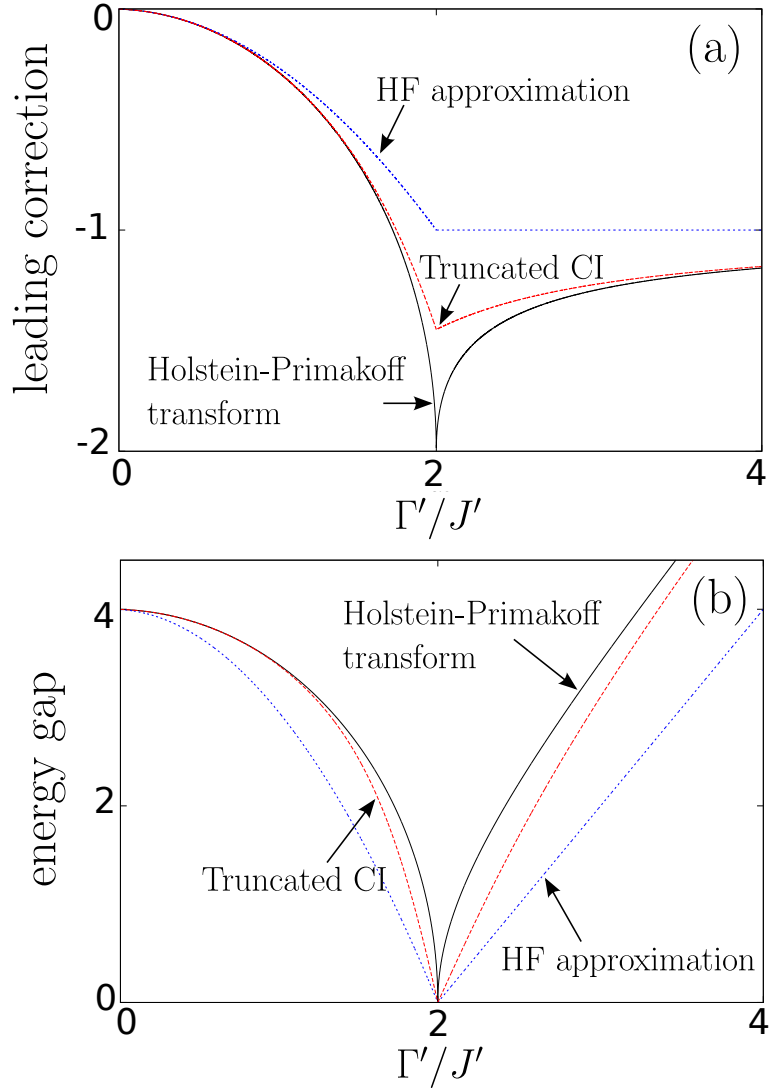 0
(a)
HF approximation
leading correction
-1
Truncated CI
Holstein-Primakoff
transform
-2
0
2
4
Γ′/J′
4
(b)
Holstein-Primakoff
transform
energy gap
2
Truncated CI
HF approximation
0
0
2
4
Γ′/J′